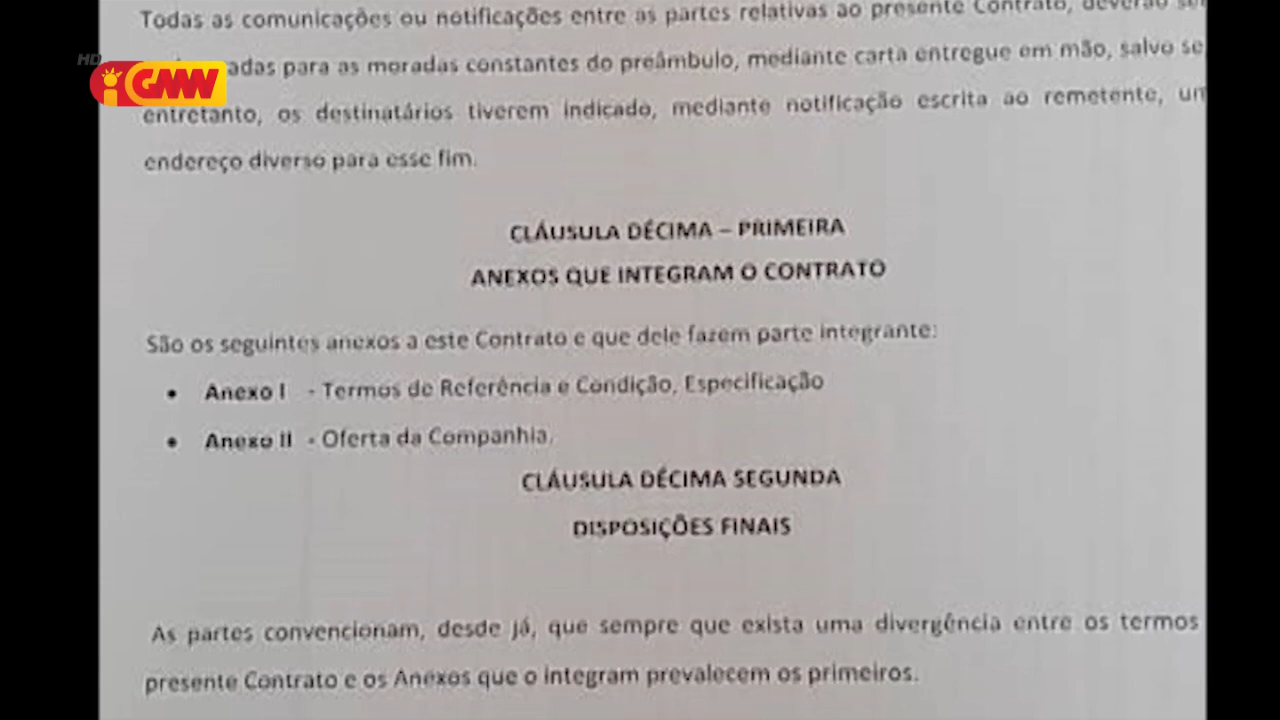 Todas as comunicações ou notificações entre as partes relativas ao presente Contrato, deverão
HD
GMN
para as moradas constantes do preâmbulo, mediante carta entregue em mão, salvo se,
entretanto, os destinatários tiverem indicado, mediante notificação escrita ao remetente,
endereço diverso para esse fim.
CLÁUSULA DÉCIMA – PRIMEIRA
ANEXOS QUE INTEGRAM O CONTRATO
São os seguintes anexos a este Contrato e que dele fazem parte integrante:
• Anexo I - Termos de Referência e Condição, Especificação
• Anexo II - Oferta da Companhia.
CLÁUSULA DÉCIMA SEGUNDA
DISPOSIÇÕES FINAIS
As partes convencionam, desde já, que sempre que exista uma divergência entre os termos
presente Contrato e os Anexos que o integram prevalecem os primeiros.